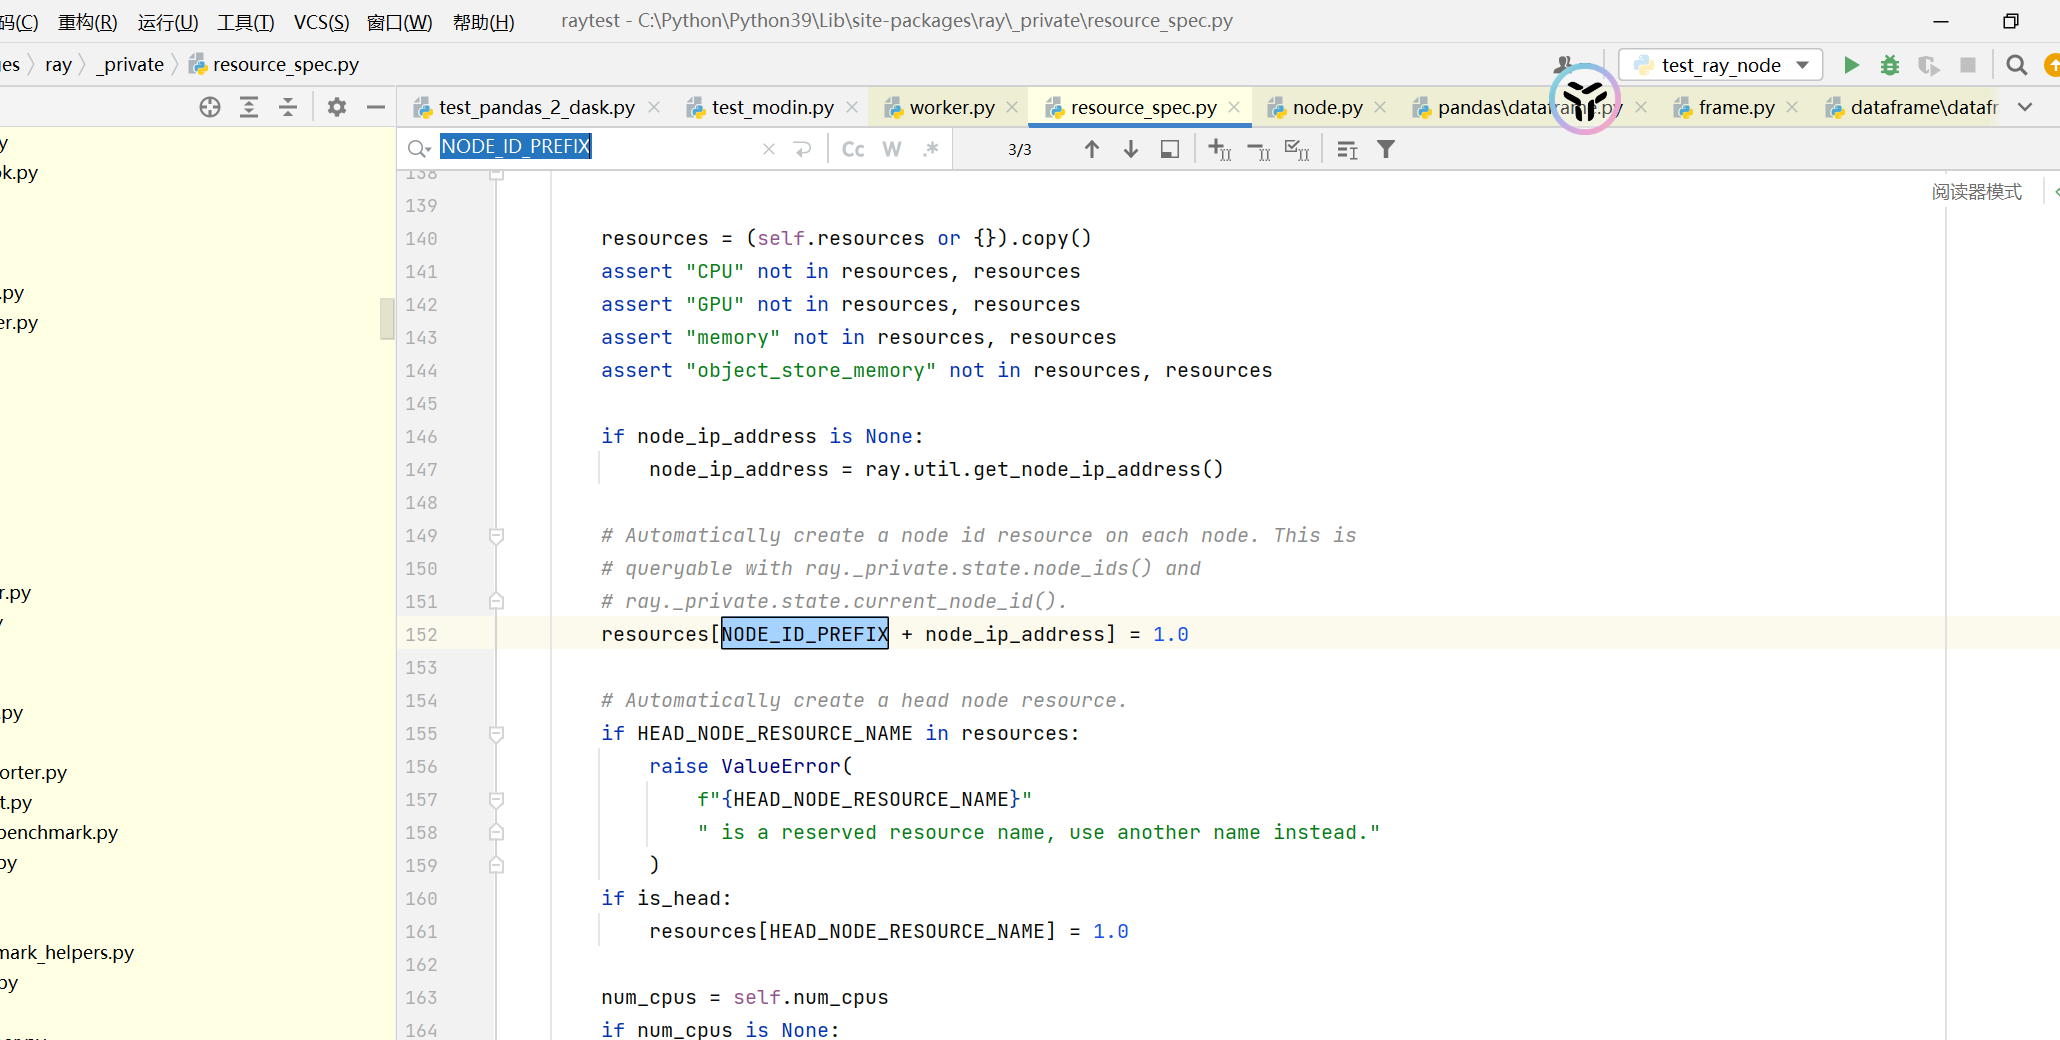 码(C) 重构(R) 运行(U) 工具(T) VCS(S) 窗口(W) 帮助(H) raytest - C:\Python\Python39\Lib\site-packages\ray\_private\resource_spec.py
ray _private resource_spec.py test_ray_node
test_pandas_2_dask.py test_modin.py worker.py resource_spec.py node.py pandas\dataframe.py frame.py dataframe\datafr
NODE_ID_PREFIX Cc W .* 3/3
阅读器模式
138
139
140 resources = (self.resources or {}).copy()
141 assert "CPU" not in resources, resources
142 assert "GPU" not in resources, resources
143 assert "memory" not in resources, resources
144 assert "object_store_memory" not in resources, resources
145
146 if node_ip_address is None:
147 node_ip_address = ray.util.get_node_ip_address()
148
149 # Automatically create a node id resource on each node. This is
150 # queryable with ray._private.state.node_ids() and
151 # ray._private.state.current_node_id().
152 resources[NODE_ID_PREFIX + node_ip_address] = 1.0
153
154 # Automatically create a head node resource.
155 if HEAD_NODE_RESOURCE_NAME in resources:
156 raise ValueError(
157 f"{HEAD_NODE_RESOURCE_NAME}"
158 " is a reserved resource name, use another name instead."
159 )
160 if is_head:
161 resources[HEAD_NODE_RESOURCE_NAME] = 1.0
162
163 num_cpus = self.num_cpus
164 if num_cpus is None:
k.py
.py
er.py
r.py
.py
orter.py
t.py
benchmark.py
py
mark_helpers.py
py